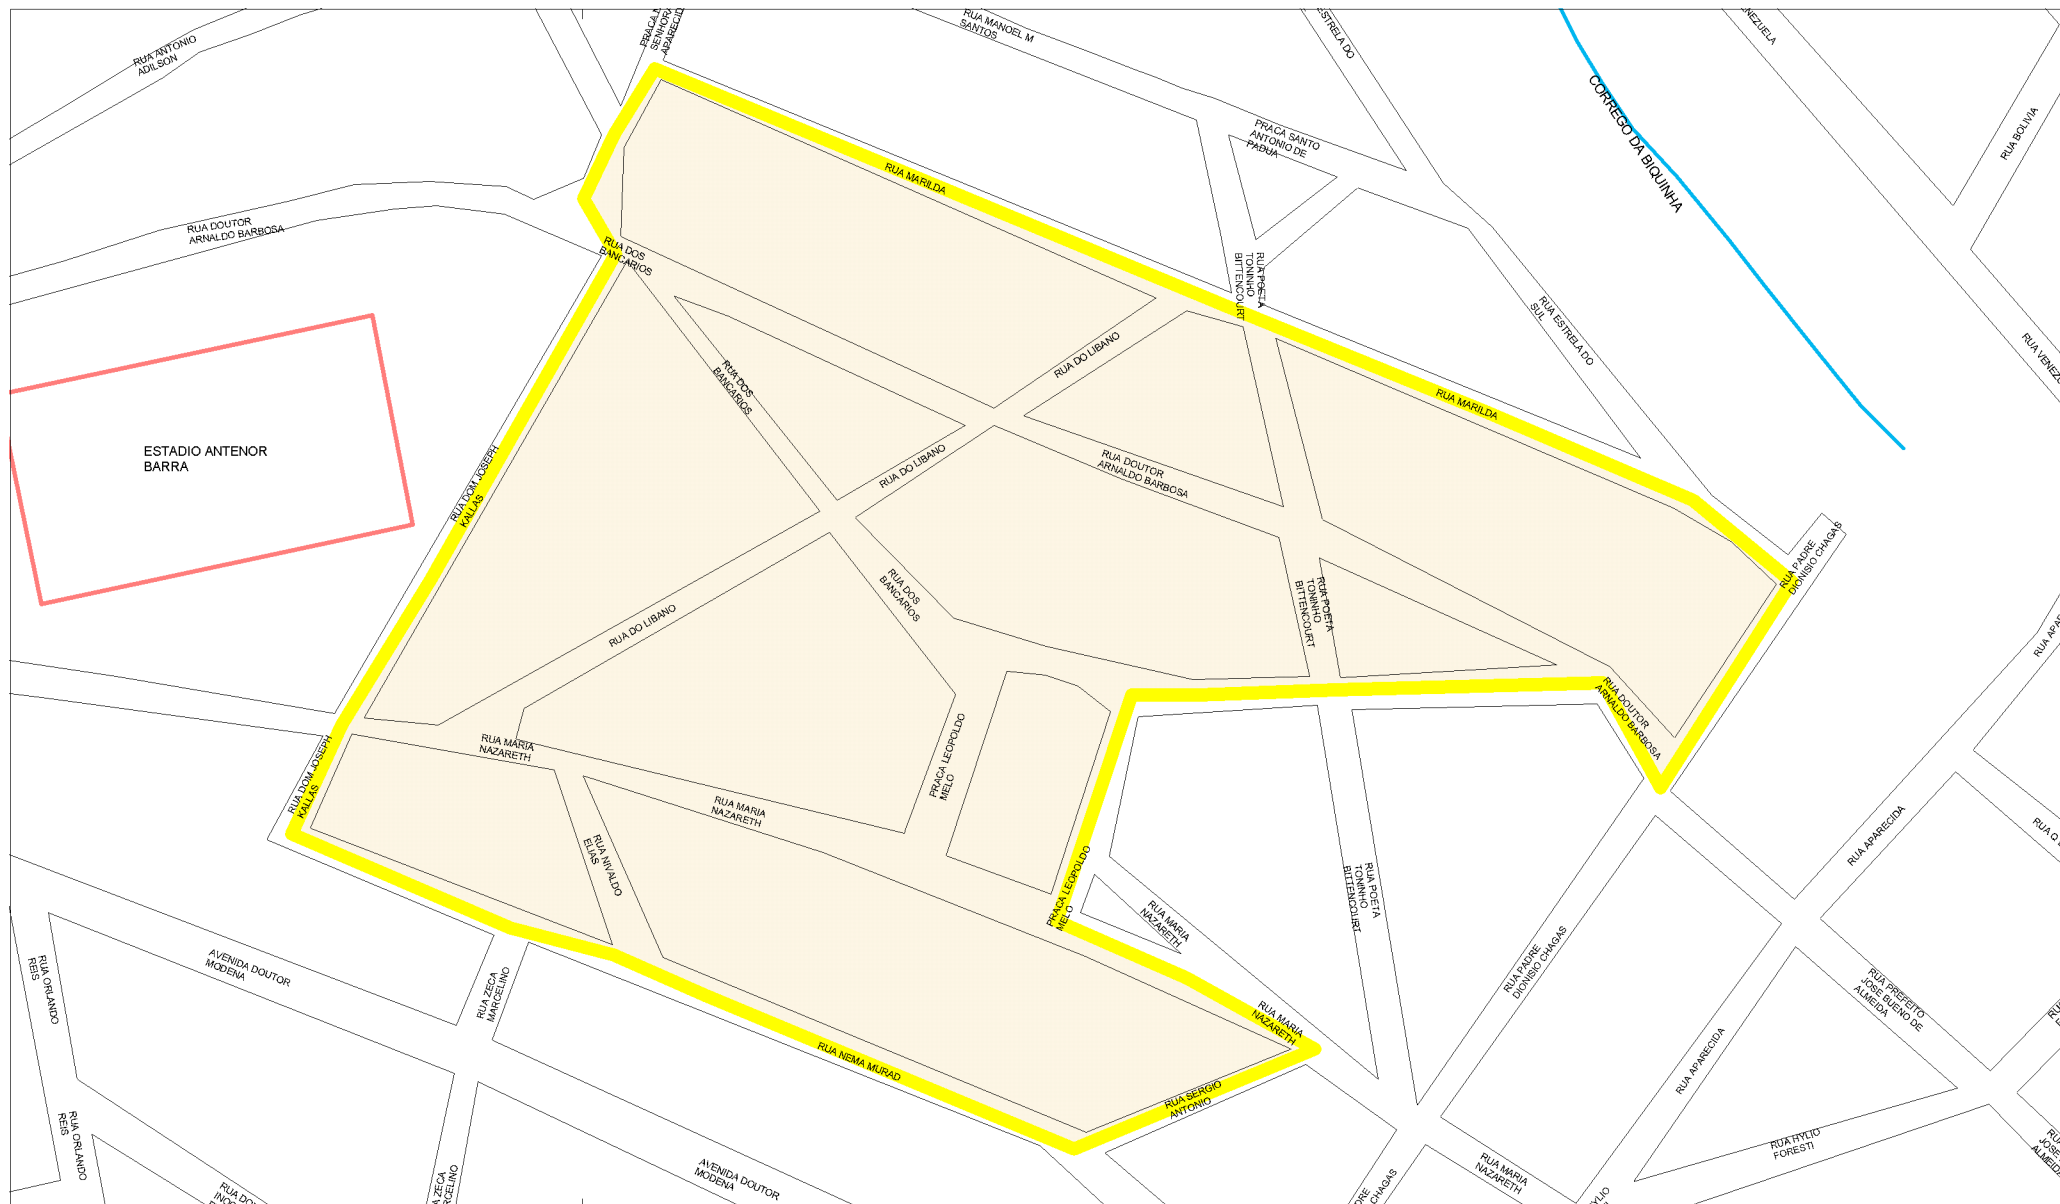 RUA ANTONIO
ADILSON
SENHORA
RUA MANOEL M
SANTOS
ESTRELA DO
CORREGO DA BIQUINHA
RUA BOLIVIA
PRACA SANTO
ANTONIO DE
PADUA
RUA MARILDA
RUA DOUTOR
ARNALDO BARBOSA
RUA DOS
BANCARIOS
RUA POETA
TONINHO
BITTENCOURT
RUA ESTRELA DO
SUL
RUA DO LIBANO
RUA DOS
BANCARIOS
RUA MARILDA
ESTADIO ANTENOR
BARRA
RUA DOM JOSEPH
KALLAS
RUA DO LIBANO
RUA DOUTOR
ARNALDO BARBOSA
RUA PADRE
DIONISIO CHAGAS
RUA DOS
BANCARIOS
RUA POETA
TONINHO
BITTENCOURT
RUA DO LIBANO
RUA DOUTOR
ARNALDO BARBOSA
RUA MARIA
NAZARETH
PRACA LEOPOLDO
MELO
RUA DOM JOSEPH
KALLAS
RUA MARIA
NAZARETH
RUA NIVALDO
ELIAS
PRACA LEOPOLDO
MELO
RUA MARIA
NAZARETH
RUA POETA
TONINHO
BITTENCOURT
RUA APARECIDA
RUA PADRE
DIONISIO CHAGAS
AVENIDA DOUTOR
MODENA
RUA ORLANDO
REIS
RUA ZECA
MARCELINO
RUA MARIA
NAZARETH
RUA PREFEITO
JOSE BUENO DE
ALMEIDA
RUA NEMA MURAD
RUA SERGIO
ANTONIO
RUA APARECIDA
RUA ORLANDO
REIS
AVENIDA DOUTOR
MODENA
RUA MARIA
NAZARETH
RUA HYLIO
FORESTI